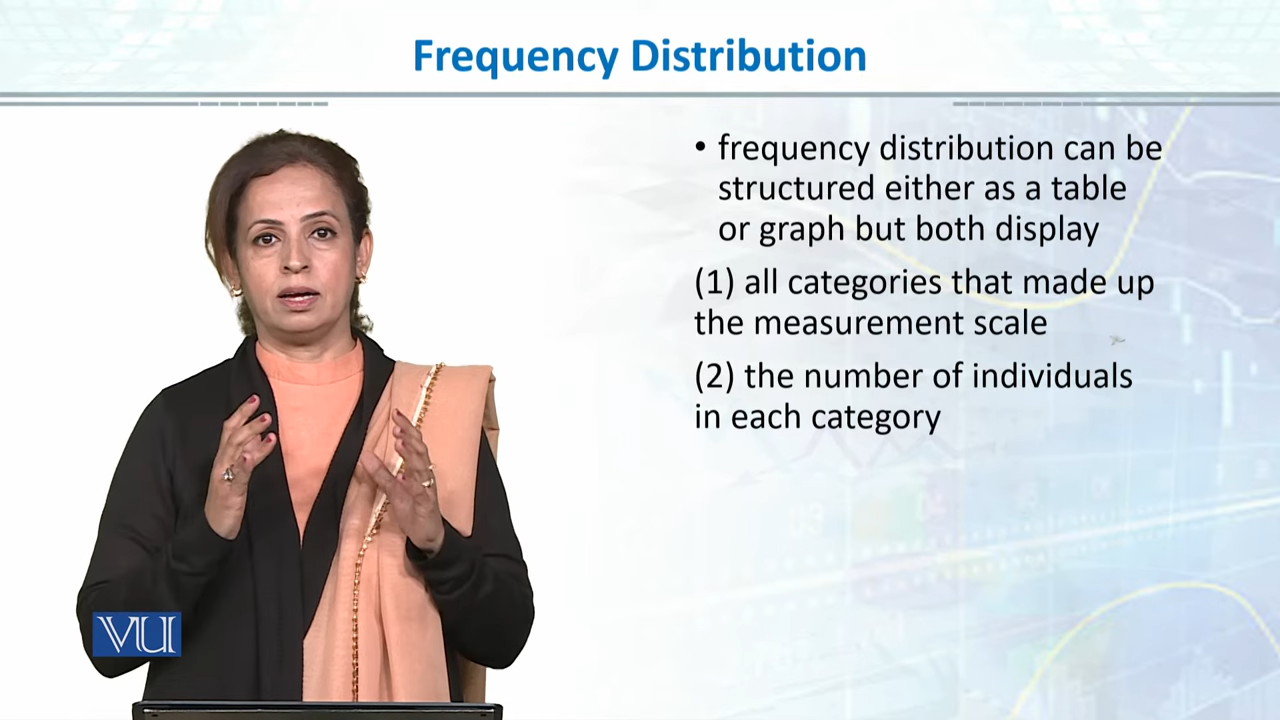 Frequency Distribution
• frequency distribution can be
structured either as a table
or graph but both display
(1) all categories that made up
the measurement scale
(2) the number of individuals
in each category
VU